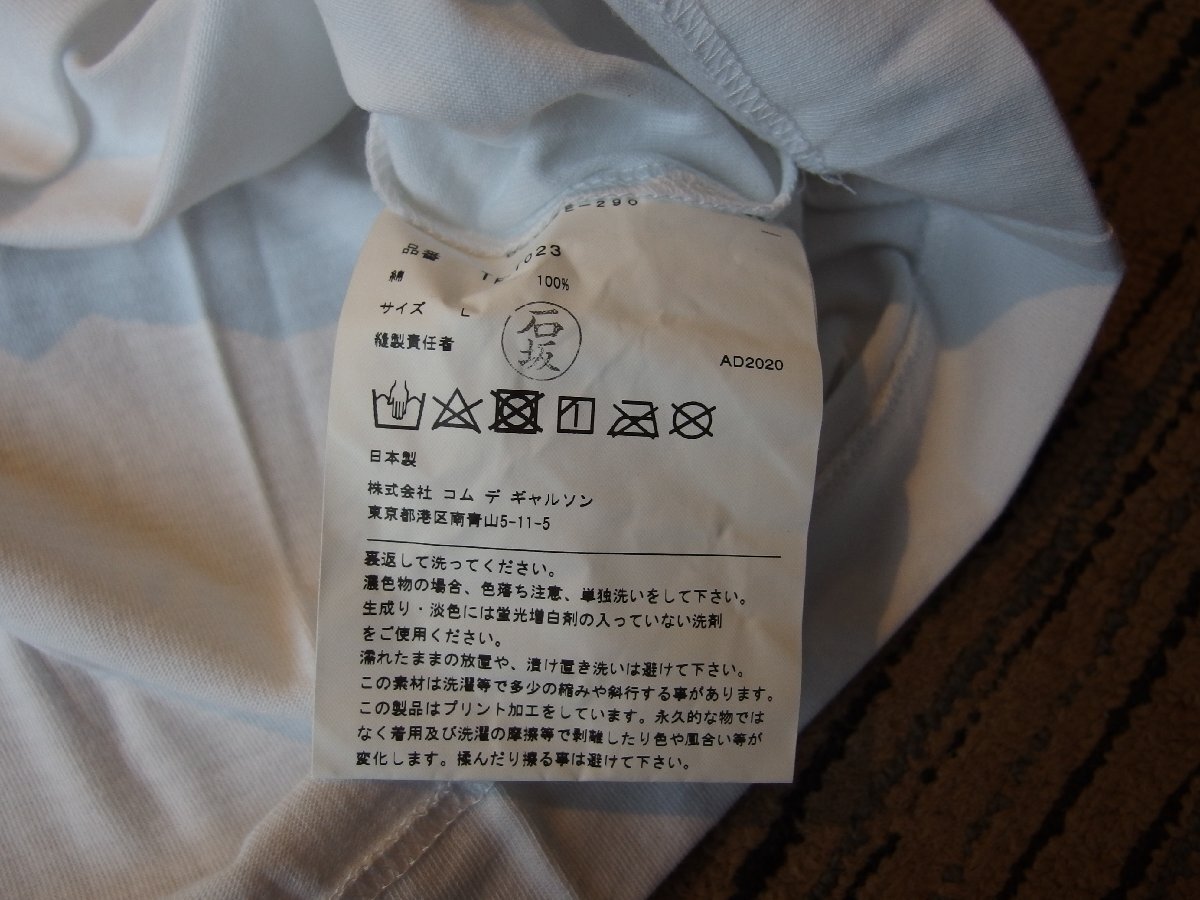 E-290
品番 1023
綿 100%
サイズ L
縫製責任者 石坂
AD2020
日本製
株式会社 コム デ ギャルソン
東京都港区南青山5-11-5
裏返して洗ってください。
濃色物の場合、色落ち注意、単独洗いをして下さい。
生成り・淡色には蛍光増白剤の入っていない洗剤
をご使用ください。
濡れたままの放置や、漬け置き洗いは避けて下さい。
この素材は洗濯等で多少の縮みや斜行する事があります。
この製品はプリント加工をしています。永久的な物では
なく着用及び洗濯の摩擦等で剥離したり色や風合い等が
変化します。揉んだり擦る事は避けて下さい。